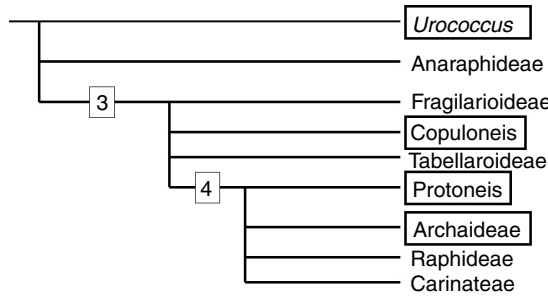 Urococcus
Anaraphideae
3
Fragilarioideae
Copuloneis
Tabellaroideae
4
Protoneis
Archaideae
Raphideae
Carinateae